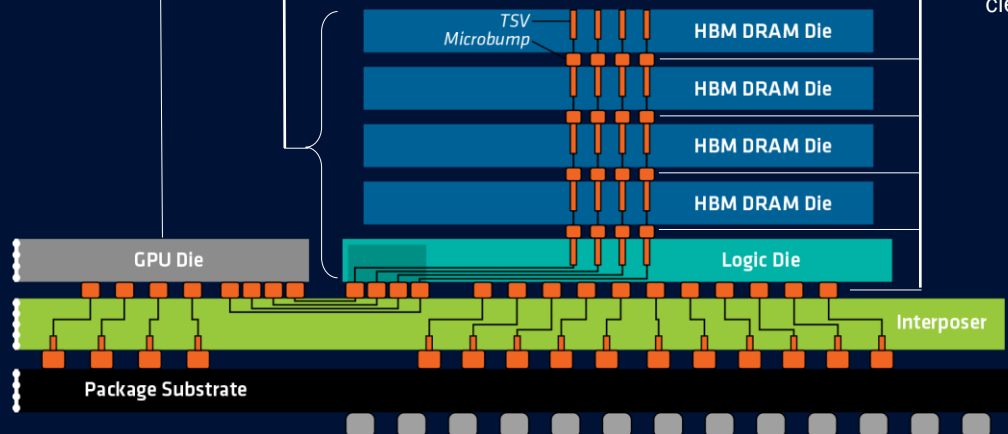 cle
TSV
Microbump
HBM DRAM Die
HBM DRAM Die
HBM DRAM Die
HBM DRAM Die
GPU Die
Logic Die
Interposer
Package Substrate